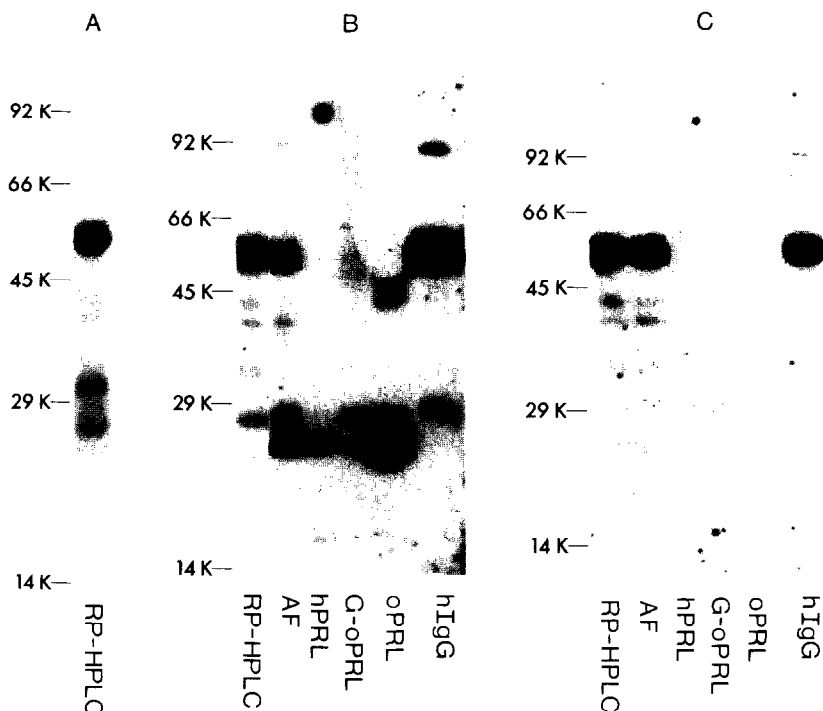 A
B
C
92 K
66 K
45 K
29 K
14 K
92 K
66 K
45 K
29 K
14 K
92 K
66 K
45 K
29 K
14 K
RP-HPLC
RP-HPLC
AF
hPRL
G-oPRL
oPRL
hIgG
RP-HPLC
AF
hPRL
G-oPRL
oPRL
hIgG